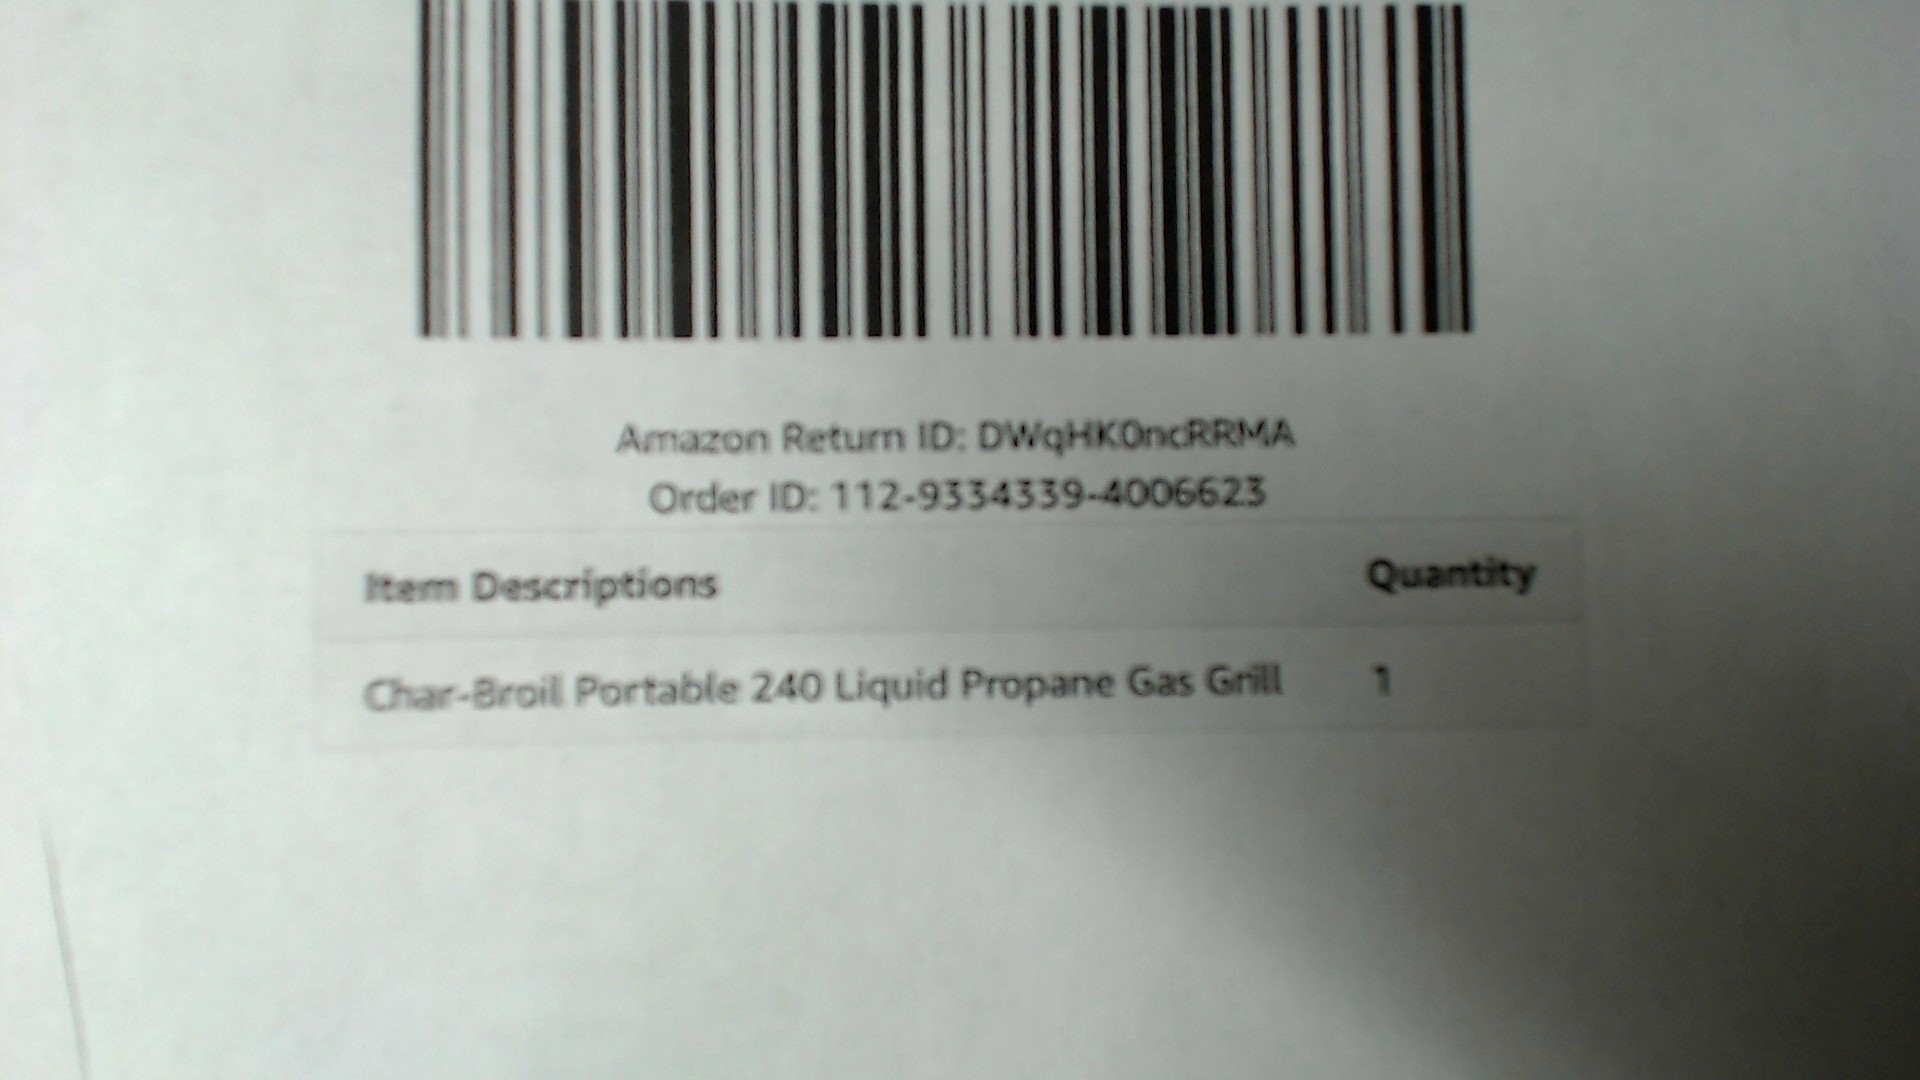 Amazon Return ID: DWqHK0ncRRMA
Order ID: 112-9334339-4006623
Item Descriptions Quantity
Char-Broil Portable 240 Liquid Propane Gas Grill 1